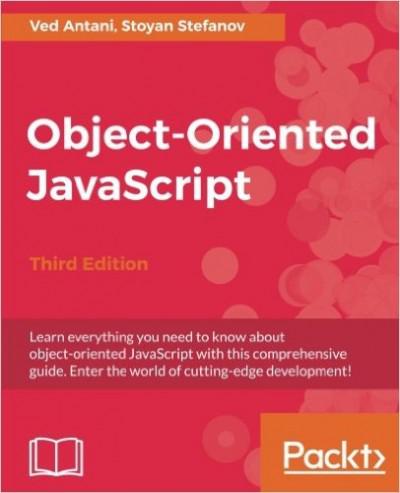 Ved Antani, Stoyan Stefanov
Object-Oriented
JavaScript
Third Edition
Learn everything you need to know about
object-oriented JavaScript with this comprehensive
guide. Enter the world of cutting-edge development!
Packt>